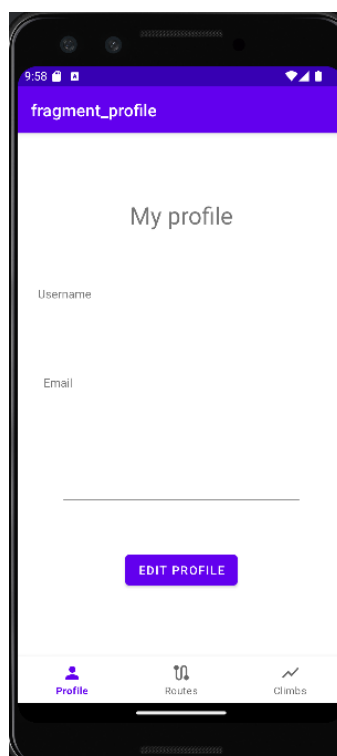 9:58
fragment_profile
My profile
Username
Email
EDIT PROFILE
Profile Routes Climbs